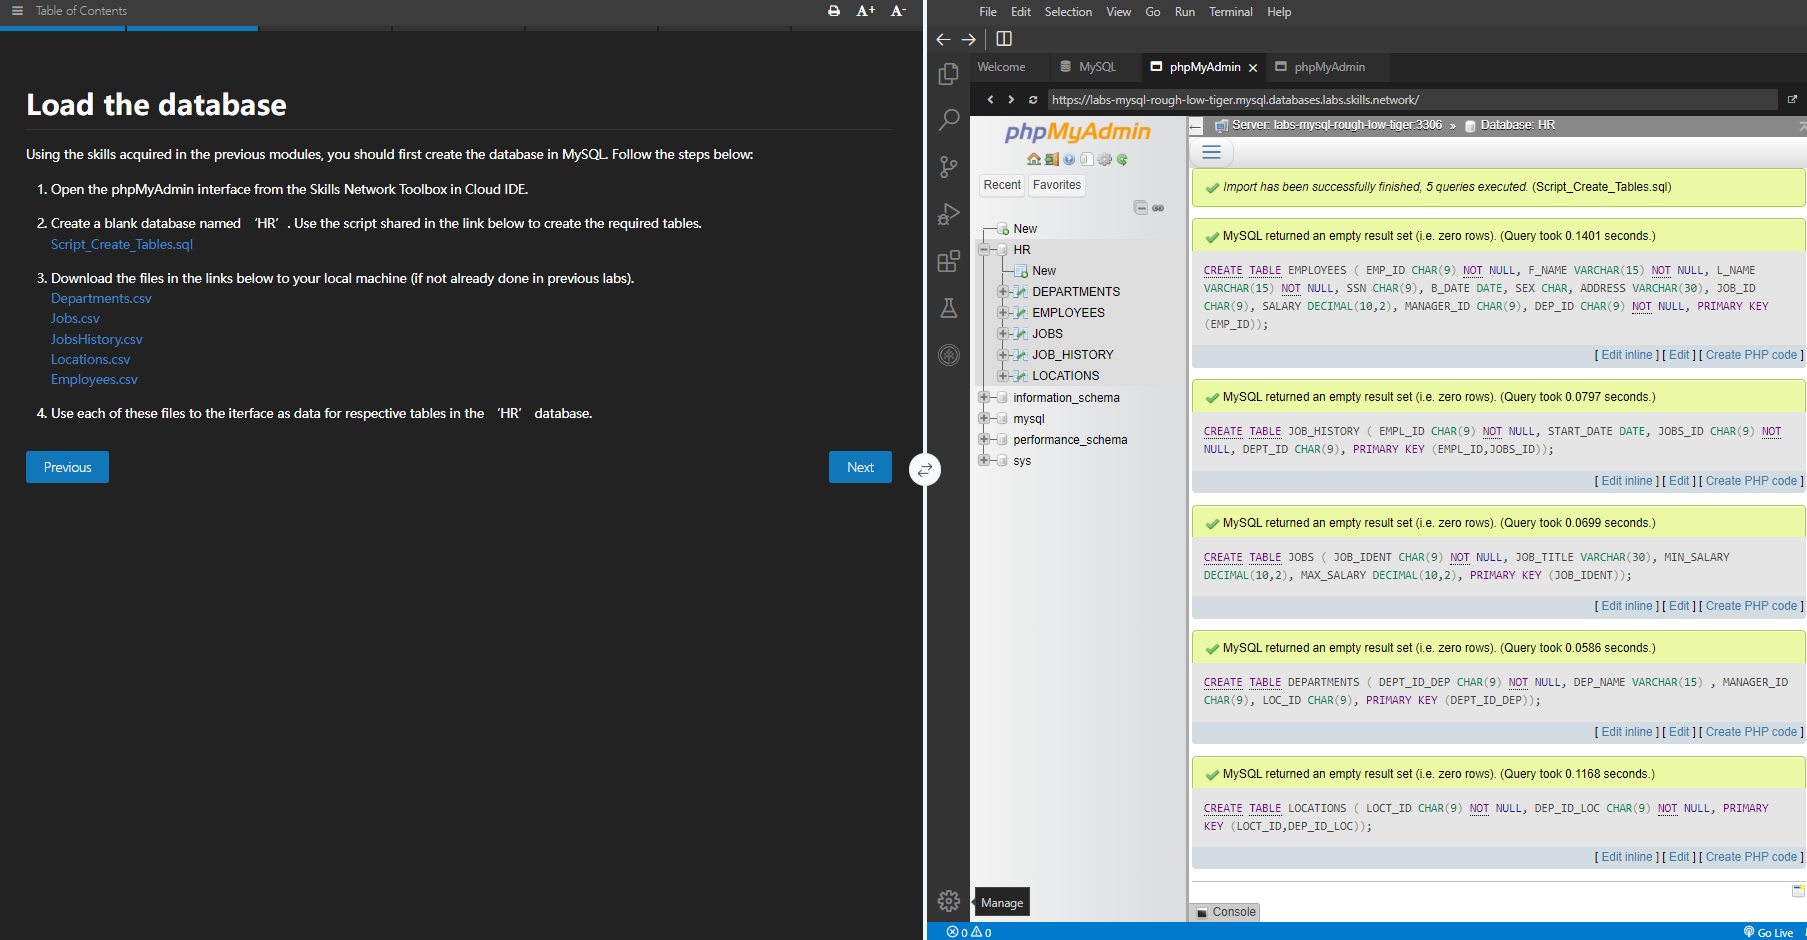 Table of Contents
A+ A-
Load the database
Using the skills acquired in the previous modules, you should first create the database in MySQL. Follow the steps below:
1. Open the phpMyAdmin interface from the Skills Network Toolbox in Cloud IDE.
2. Create a blank database named ‘HR’. Use the script shared in the link below to create the required tables.
Script_Create_Tables.sql
3. Download the files in the links below to your local machine (if not already done in previous labs).
Departments.csv
Jobs.csv
JobsHistory.csv
Locations.csv
Employees.csv
4. Use each of these files to the iterface as data for respective tables in the ‘HR’ database.
Previous
Next
File Edit Selection View Go Run Terminal Help
Welcome MySQL phpMyAdmin phpMyAdmin
https://labs-mysql-rough-low-tiger.mysql.databases.labs.skills.network/
phpMyAdmin
Recent Favorites
New
HR
New
DEPARTMENTS
EMPLOYEES
JOBS
JOB_HISTORY
LOCATIONS
information_schema
mysql
performance_schema
sys
Server: labs-mysql-rough-low-tiger:3306 » Database: HR
Import has been successfully finished, 5 queries executed. (Script_Create_Tables.sql)
MySQL returned an empty result set (i.e. zero rows). (Query took 0.1401 seconds.)
CREATE TABLE EMPLOYEES ( EMP_ID CHAR(9) NOT NULL, F_NAME VARCHAR(15) NOT NULL, L_NAME
VARCHAR(15) NOT NULL, SSN CHAR(9), B_DATE DATE, SEX CHAR, ADDRESS VARCHAR(30), JOB_ID
CHAR(9), SALARY DECIMAL(10,2), MANAGER_ID CHAR(9), DEP_ID CHAR(9) NOT NULL, PRIMARY KEY
(EMP_ID));
[ Edit inline ] [ Edit ] [ Create PHP code ]
MySQL returned an empty result set (i.e. zero rows). (Query took 0.0797 seconds.)
CREATE TABLE JOB_HISTORY ( EMPL_ID CHAR(9) NOT NULL, START_DATE DATE, JOBS_ID CHAR(9) NOT
NULL, DEPT_ID CHAR(9), PRIMARY KEY (EMPL_ID,JOBS_ID));
[ Edit inline ] [ Edit ] [ Create PHP code ]
MySQL returned an empty result set (i.e. zero rows). (Query took 0.0699 seconds.)
CREATE TABLE JOBS ( JOB_IDENT CHAR(9) NOT NULL, JOB_TITLE VARCHAR(30), MIN_SALARY
DECIMAL(10,2), MAX_SALARY DECIMAL(10,2), PRIMARY KEY (JOB_IDENT));
[ Edit inline ] [ Edit ] [ Create PHP code ]
MySQL returned an empty result set (i.e. zero rows). (Query took 0.0586 seconds.)
CREATE TABLE DEPARTMENTS ( DEPT_ID_DEP CHAR(9) NOT NULL, DEP_NAME VARCHAR(15) , MANAGER_ID
CHAR(9), LOC_ID CHAR(9), PRIMARY KEY (DEPT_ID_DEP));
[ Edit inline ] [ Edit ] [ Create PHP code ]
MySQL returned an empty result set (i.e. zero rows). (Query took 0.1168 seconds.)
CREATE TABLE LOCATIONS ( LOCT_ID CHAR(9) NOT NULL, DEP_ID_LOC CHAR(9) NOT NULL, PRIMARY
KEY (LOCT_ID,DEP_ID_LOC));
[ Edit inline ] [ Edit ] [ Create PHP code ]
Manage
Console
0 0
Go Live